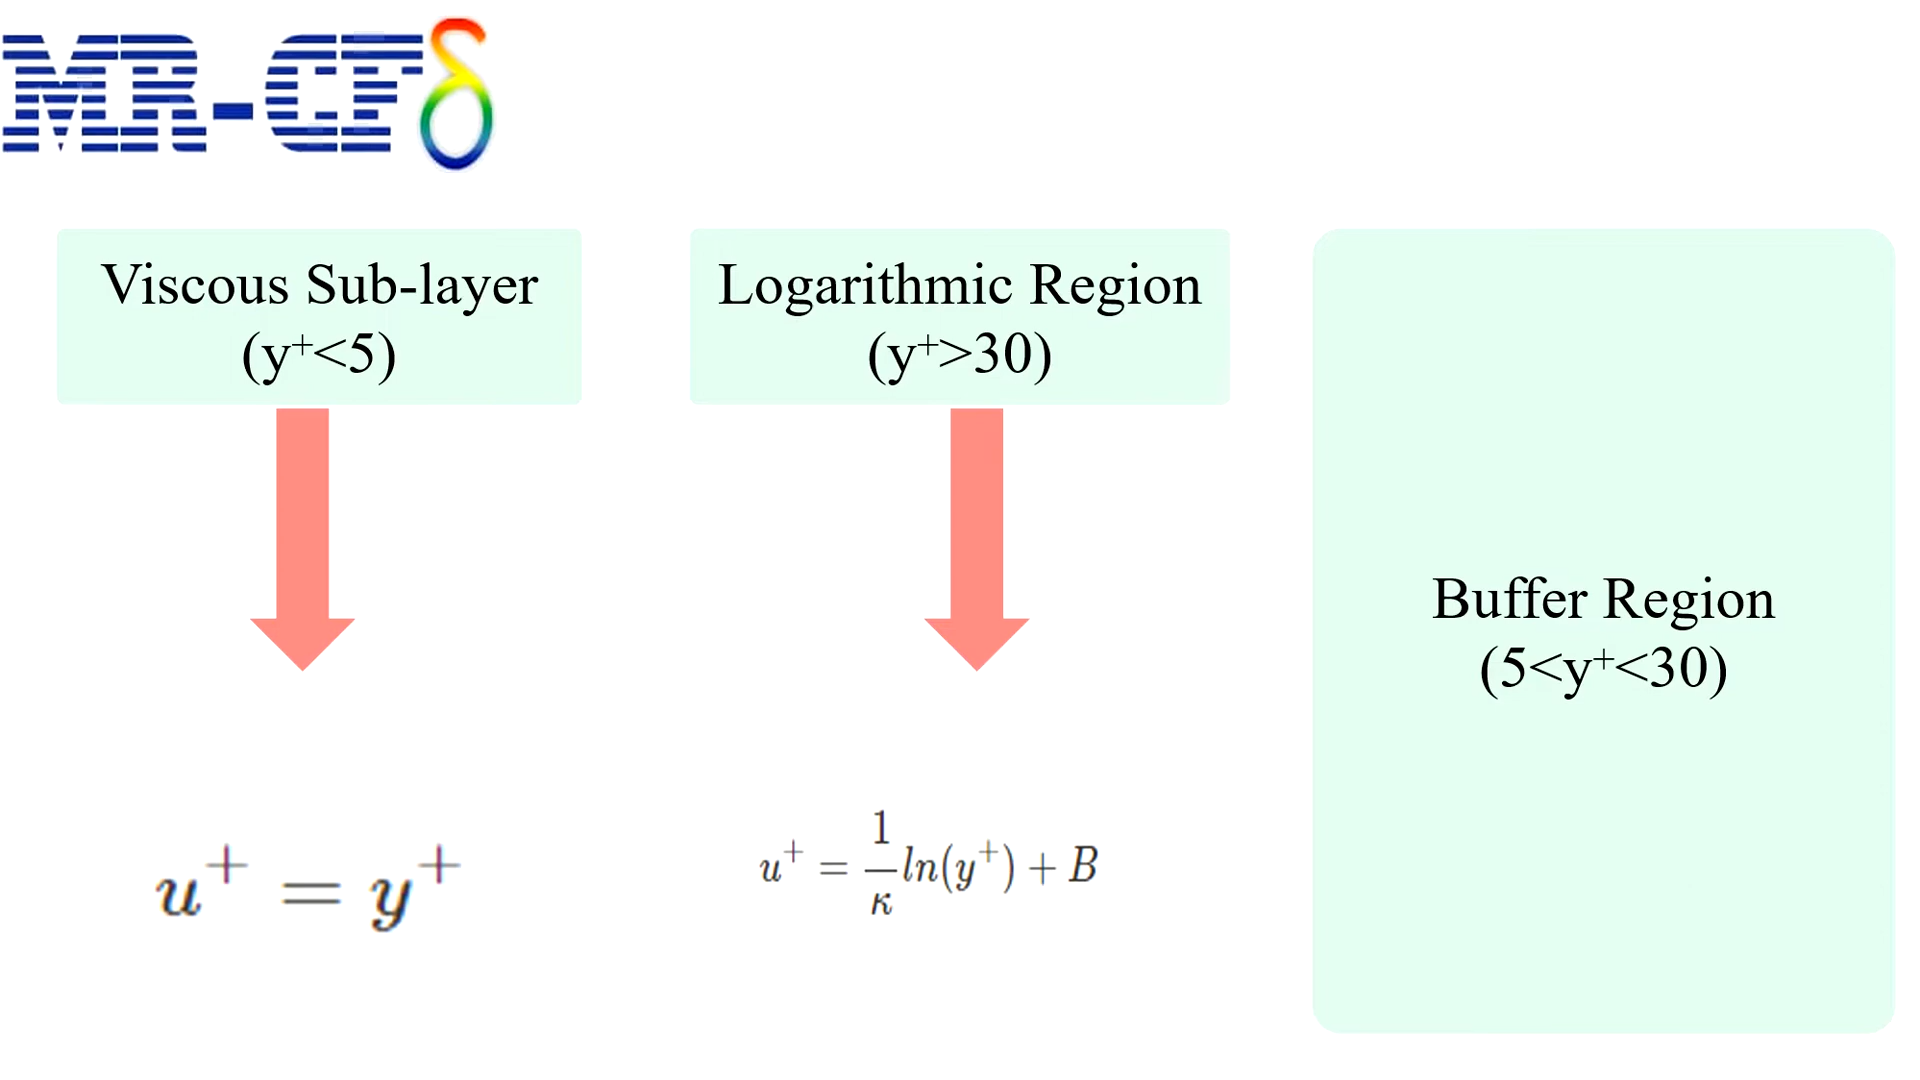 MR-CFδ
Viscous Sub-layer
(y⁺<5)
Logarithmic Region
(y⁺>30)
Buffer Region
(5<y⁺<30)
u⁺ = y⁺
u⁺ = 1/κ ln(y⁺) + B